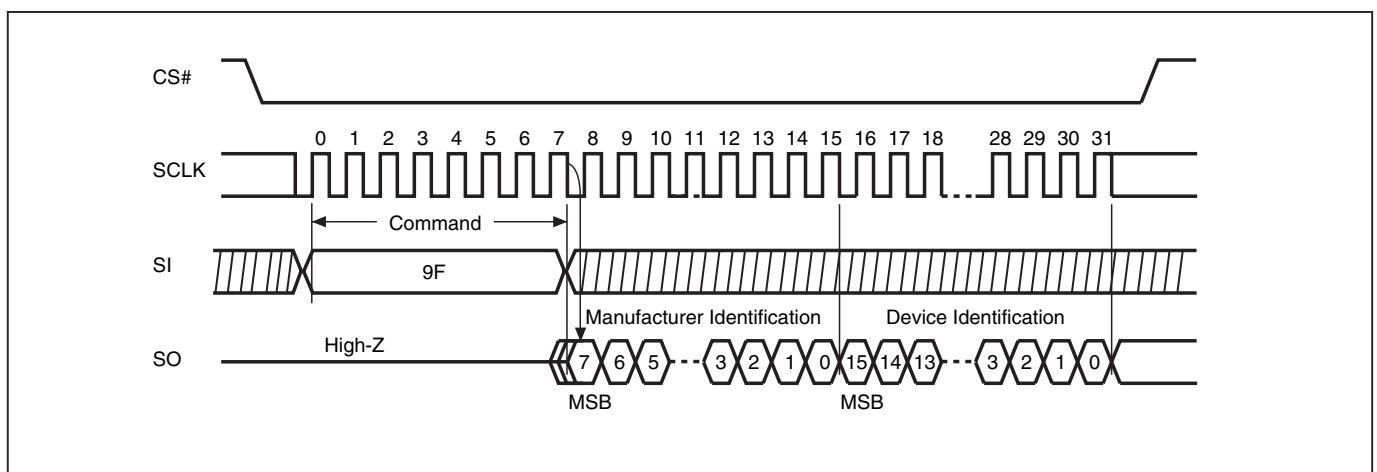 CS#
0 1 2 3 4 5 6 7 8 9 10 11 12 13 14 15 16 17 18 28 29 30 31
SCLK
Command
SI
9F
Manufacturer Identification Device Identification
High-Z
SO
7 6 5 3 2 1 0 15 14 13 3 2 1 0
MSB MSB